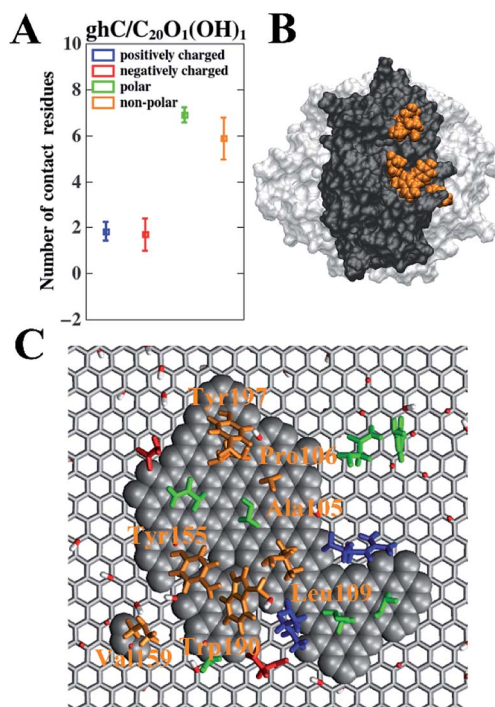 A
ghC/C₂₀O₁(OH)₁
Number of contact residues
10
8
6
4
2
0
−2
positively charged
negatively charged
polar
non-polar
B
C
Tyr197
Pro106
Ala105
Tyr155
Leu109
Trp190
Val159